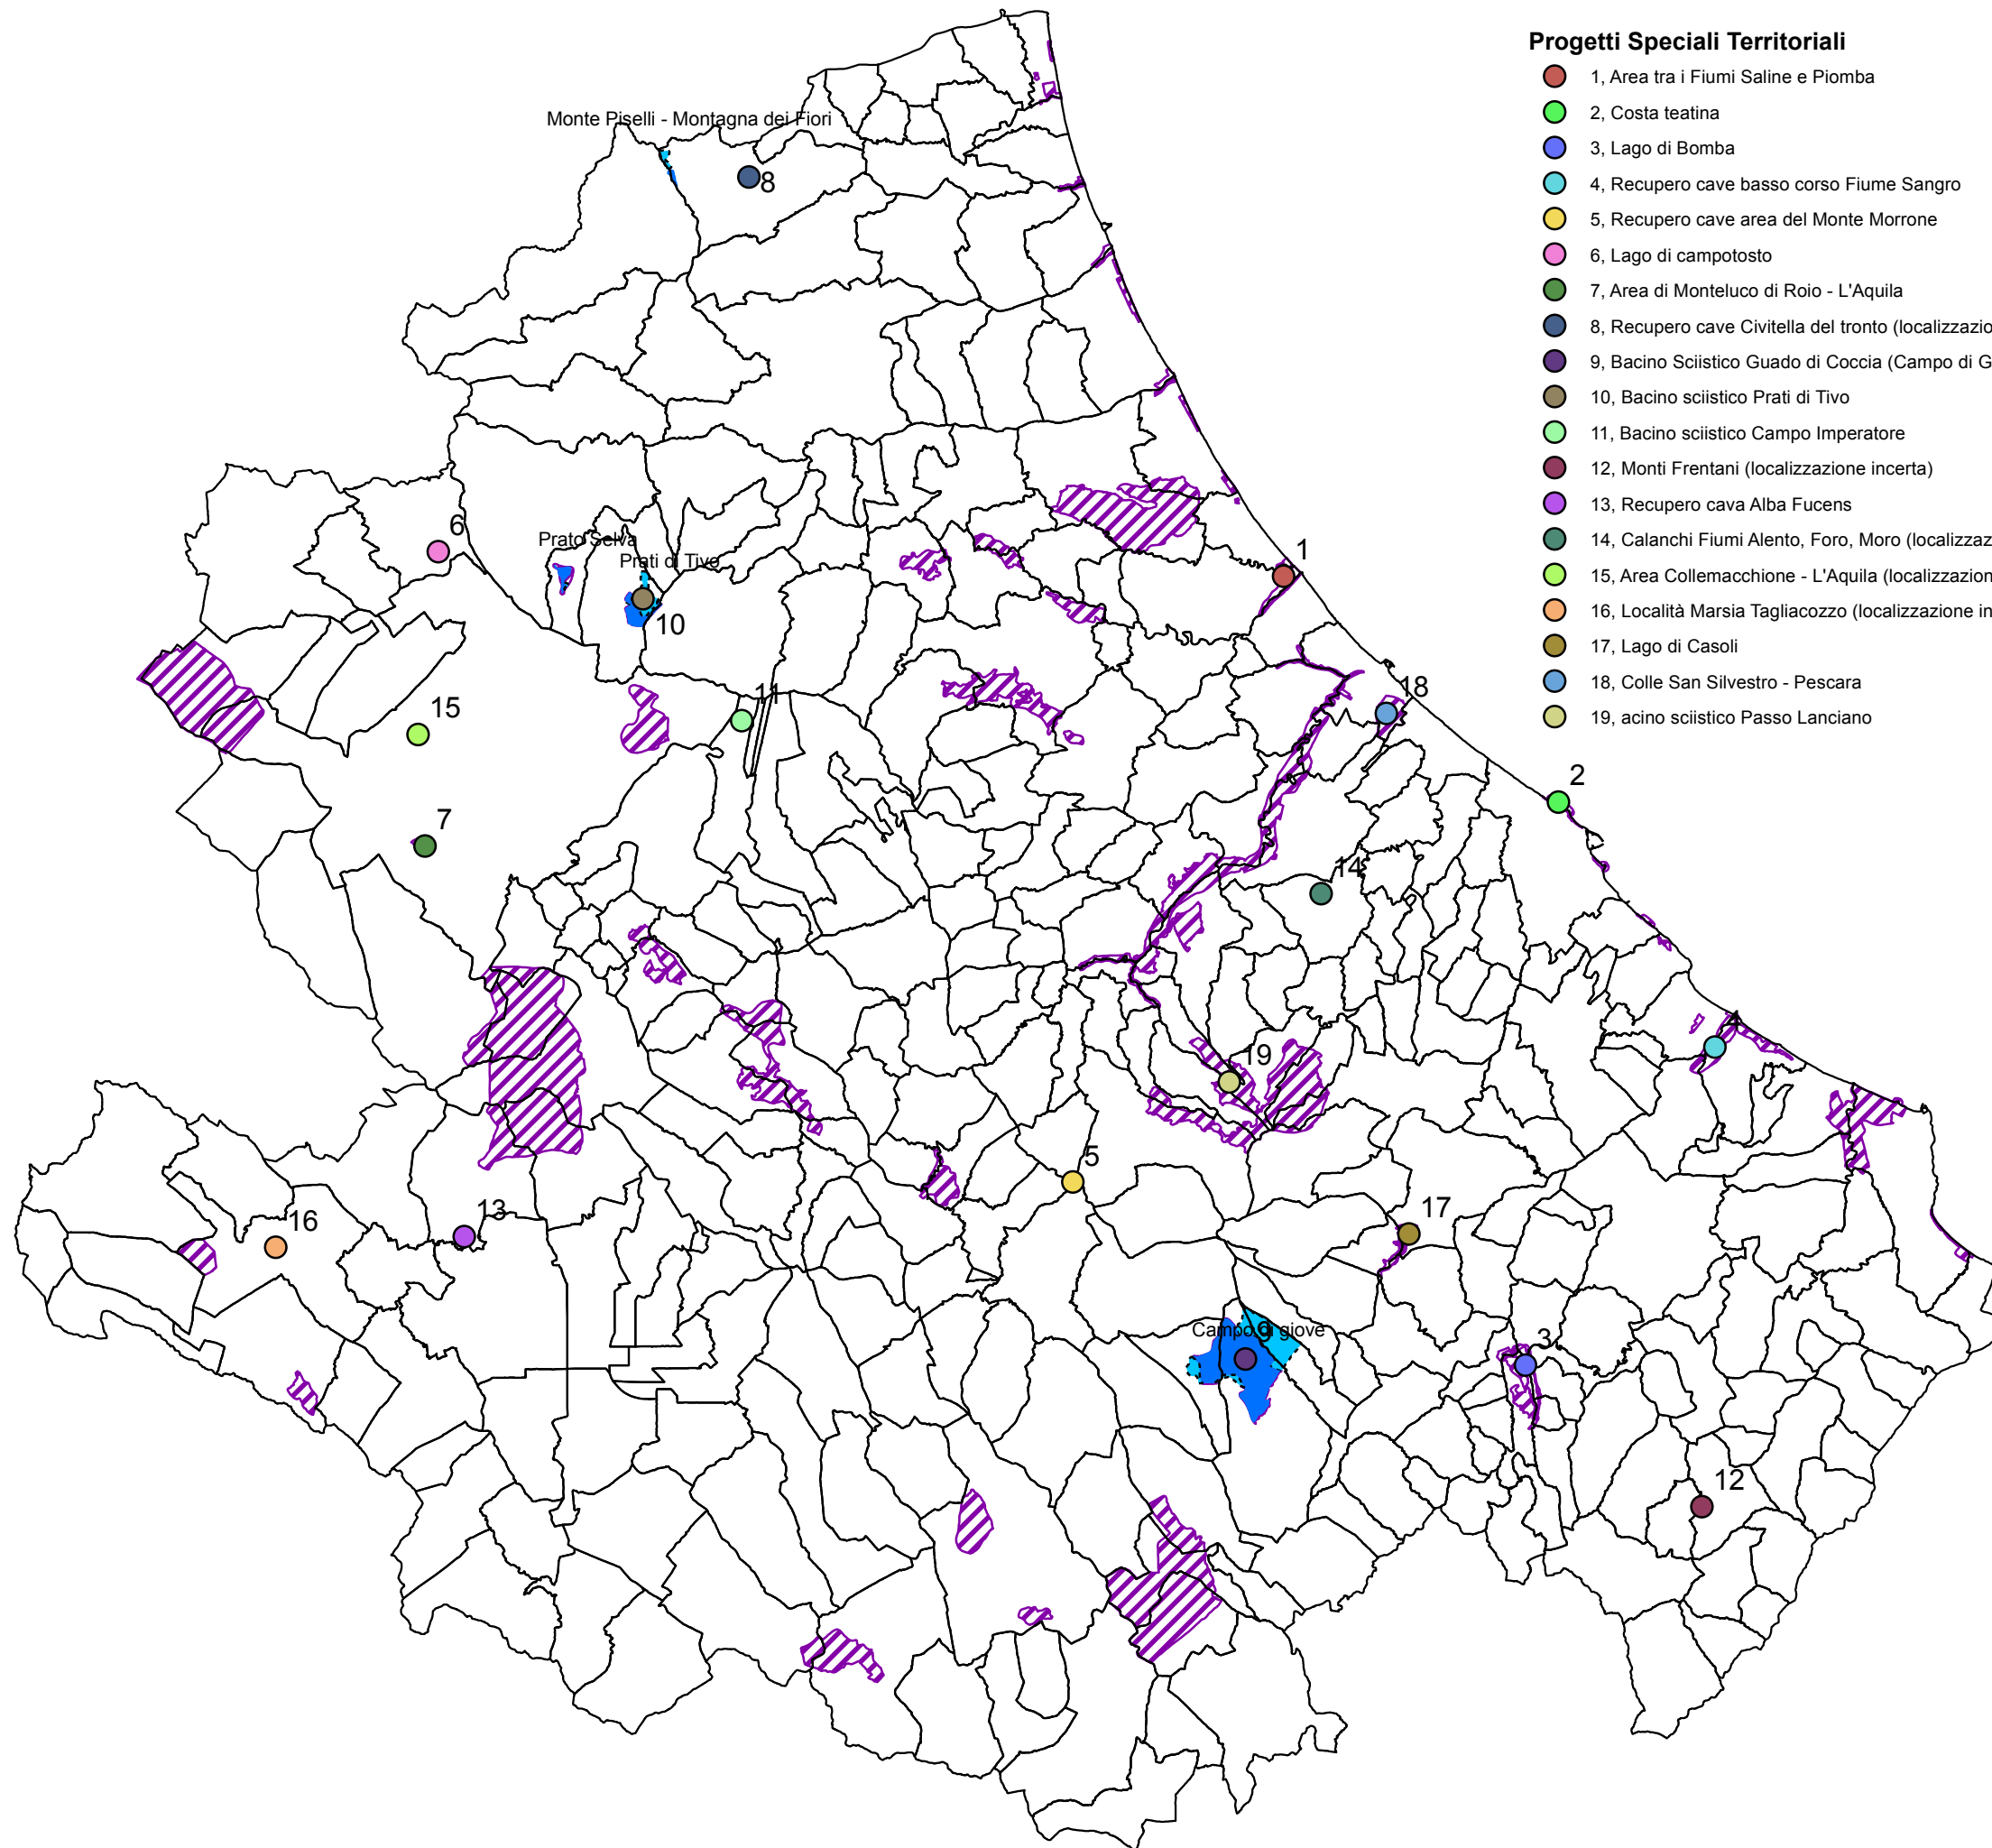 Progetti Speciali Territoriali
1, Area tra i Fiumi Saline e Piomba
2, Costa teatina
3, Lago di Bomba
4, Recupero cave basso corso Fiume Sangro
5, Recupero cave area del Monte Morrone
6, Lago di campotosto
7, Area di Monteluco di Roio - L'Aquila
8, Recupero cave Civitella del tronto (localizzazio
9, Bacino Sciistico Guado di Coccia (Campo di G
10, Bacino sciistico Prati di Tivo
11, Bacino sciistico Campo Imperatore
12, Monti Frentani (localizzazione incerta)
13, Recupero cava Alba Fucens
14, Calanchi Fiumi Alento, Foro, Moro (localizzaz
15, Area Collemacchione - L'Aquila (localizzazion
16, Località Marsia Tagliacozzo (localizzazione in
17, Lago di Casoli
18, Colle San Silvestro - Pescara
19, acino sciistico Passo Lanciano
Monte Piselli - Montagna dei Fiori
8
6
Prato Selva
Prati di Tivo
1
10
11
18
15
2
7
14
4
19
5
16
13
17
Campo di giove
9
3
12